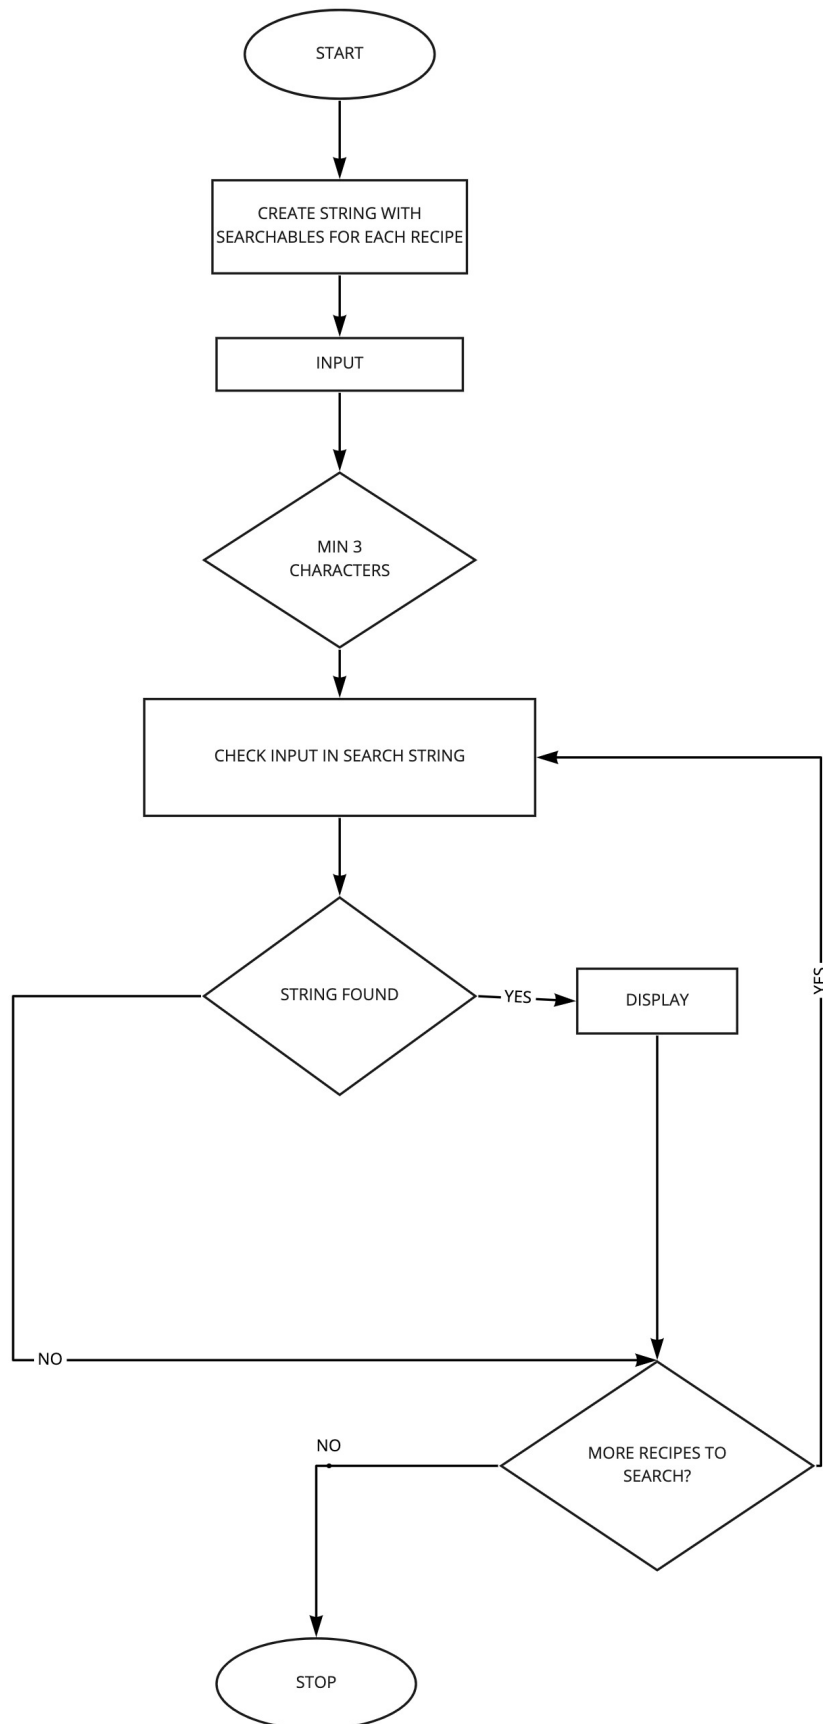 START
CREATE STRING WITH
SEARCHABLES FOR EACH RECIPE
INPUT
MIN 3
CHARACTERS
CHECK INPUT IN SEARCH STRING
STRING FOUND
YES
DISPLAY
YES
NO
MORE RECIPES TO
SEARCH?
NO
STOP